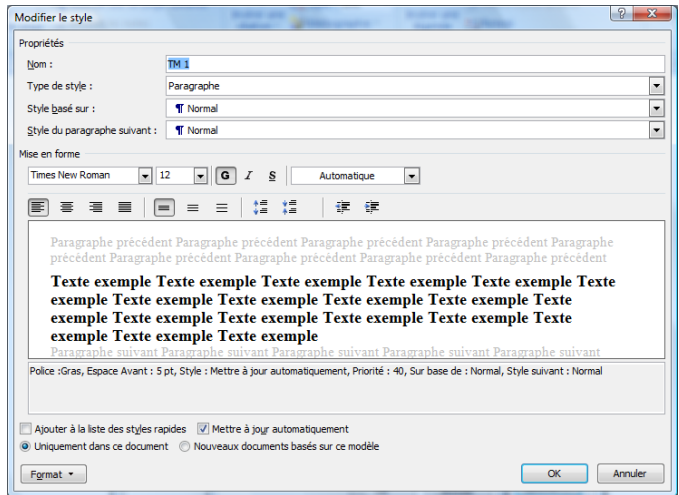 Modifier le style
Propriétés
Nom : TM 1
Type de style : Paragraphe
Style basé sur : ¶ Normal
Style du paragraphe suivant : ¶ Normal
Mise en forme
Times New Roman 12 G I S Automatique
Paragraphe précédent Paragraphe précédent Paragraphe précédent Paragraphe précédent Paragraphe
précédent Paragraphe précédent Paragraphe précédent Paragraphe précédent Paragraphe précédent
Texte exemple Texte exemple Texte exemple Texte exemple Texte exemple Texte
exemple Texte exemple Texte exemple Texte exemple Texte exemple Texte
exemple Texte exemple Texte exemple Texte exemple Texte exemple Texte
exemple Texte exemple Texte exemple
Paragraphe suivant Paragraphe suivant Paragraphe suivant Paragraphe suivant Paragraphe suivant
Police :Gras, Espace Avant : 5 pt, Style : Mettre à jour automatiquement, Priorité : 40, Sur base de : Normal, Style suivant : Normal
Ajouter à la liste des styles rapides Mettre à jour automatiquement
Uniquement dans ce document Nouveaux documents basés sur ce modèle
Format OK Annuler